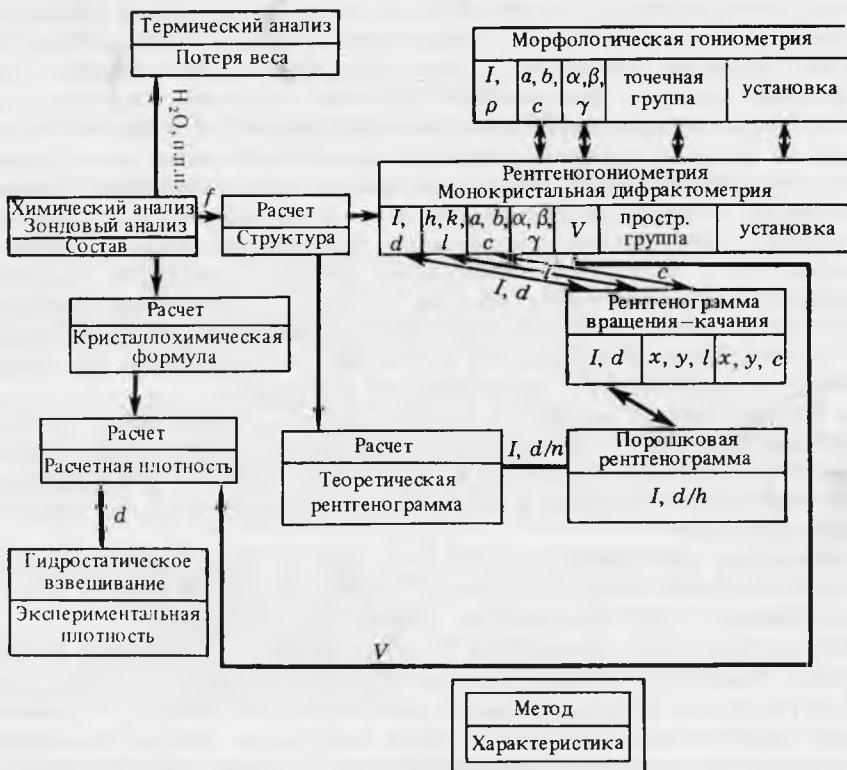 Термический анализ
Потеря веса
Морфологическая гониометрия
I, ρ
a, b, c
α, β, γ
точечная группа
установка
H₂O, п.п.п.
f
Химический анализ
Зондовый анализ
Состав
Расчет
Структура
Рентгеногониометрия
Монокристальная дифрактометрия
I, d
h, k, l
a, b, c
α, β, γ
V
простр. группа
установка
I, d
l
c
Расчет
Кристаллохимическая
формула
Рентгенограмма
вращения—качания
I, d
x, y, l
x, y, c
Расчет
Расчетная плотность
Расчет
Теоретическая
рентгенограмма
I, d/n
Порошковая
рентгенограмма
I, d/h
d
Гидростатическое
взвешивание
Экспериментальная
плотность
V
Метод
Характеристика